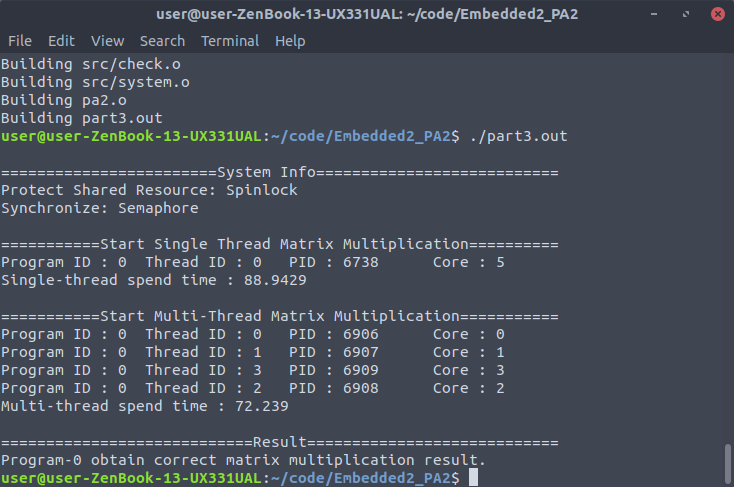 user@user-ZenBook-13-UX331UAL: ~/code/Embedded2_PA2
File Edit View Search Terminal Help
Building src/check.o
Building src/system.o
Building pa2.o
Building part3.out
user@user-ZenBook-13-UX331UAL:~/code/Embedded2_PA2$ ./part3.out
========================System Info===========================
Protect Shared Resource: Spinlock
Synchronize: Semaphore
===========Start Single Thread Matrix Multiplication==========
Program ID : 0  Thread ID : 0   PID : 6738      Core : 5
Single-thread spend time : 88.9429
===========Start Multi-Thread Matrix Multiplication===========
Program ID : 0  Thread ID : 0   PID : 6906      Core : 0
Program ID : 0  Thread ID : 1   PID : 6907      Core : 1
Program ID : 0  Thread ID : 3   PID : 6909      Core : 3
Program ID : 0  Thread ID : 2   PID : 6908      Core : 2
Multi-thread spend time : 72.239
============================Result============================
Program-0 obtain correct matrix multiplication result.
user@user-ZenBook-13-UX331UAL:~/code/Embedded2_PA2$